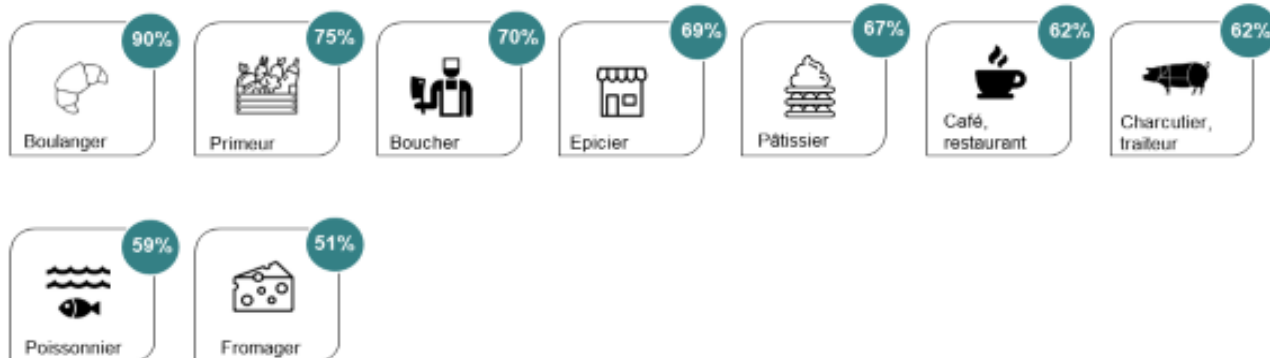 90%
Boulanger
75%
Primeur
70%
Boucher
69%
Epicier
67%
Pâtissier
62%
Café,
restaurant
62%
Charcutier,
traiteur
59%
Poissonnier
51%
Fromager